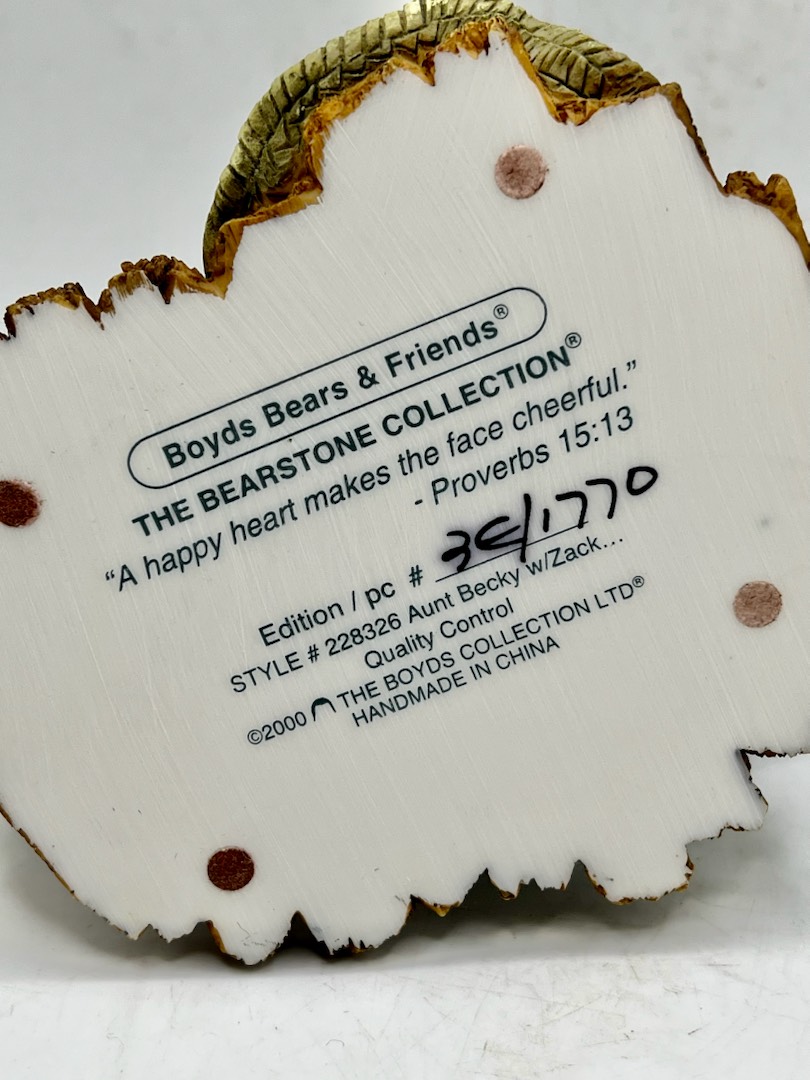 Boyds Bears & Friends®
THE BEARSTONE COLLECTION®
“A happy heart makes the face cheerful.”
- Proverbs 15:13
Edition / pc # 3E/1770
STYLE # 228326 Aunt Becky w/Zack...
Quality Control
©2000 THE BOYDS COLLECTION LTD®
HANDMADE IN CHINA